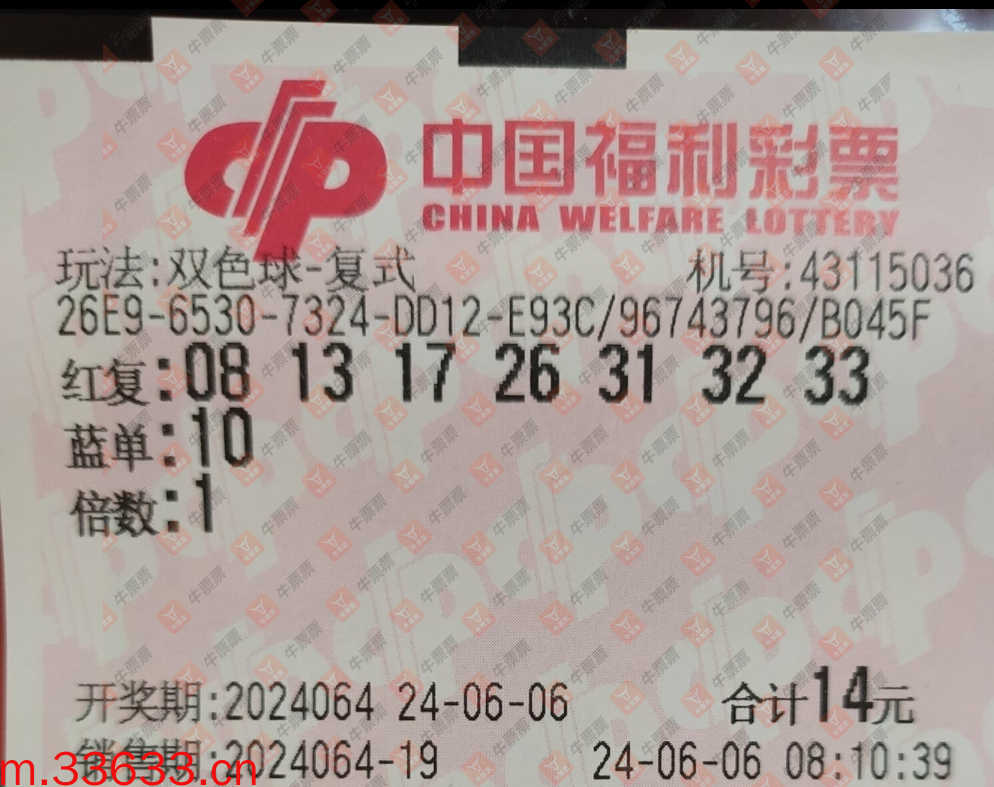 中国福利彩票
CHINA WELFARE LOTTERY
玩法:双色球-复式 机号:43115036
26E9-6530-7324-DD12-E93C/96743796/B045F
红复:08 13 17 26 31 32 33
蓝单:10
倍数:1
开奖期:2024064 24-06-06 合计14元
销售期:2024064-19 24-06-06 08:10:39
m.33633.cn
牛票票